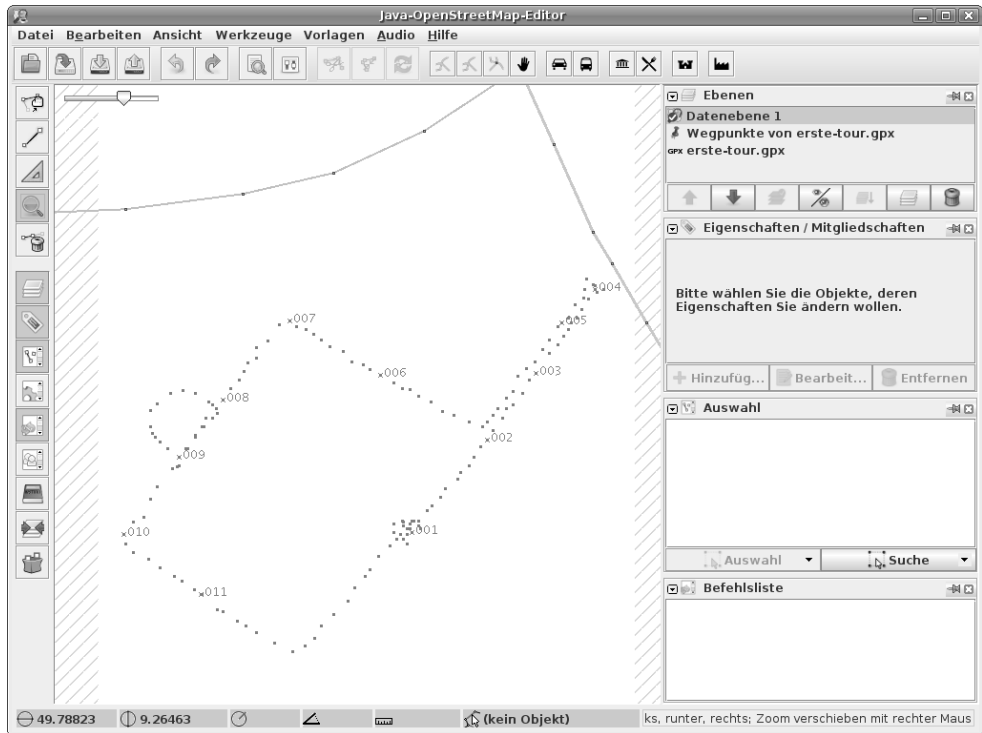 Java-OpenStreetMap-Editor
Datei Bearbeiten Ansicht Werkzeuge Vorlagen Audio Hilfe
Ebenen
Datenebene 1
Wegpunkte von erste-tour.gpx
GPX erste-tour.gpx
Eigenschaften / Mitgliedschaften
Bitte wählen Sie die Objekte, deren
Eigenschaften Sie ändern wollen.
Hinzufüg... Bearbeit... Entfernen
Auswahl
Auswahl Suche
Befehlsliste
004
007
005
006
003
008
002
009
010
001
011
49.78823 9.26463 (kein Objekt) ks, runter, rechts; Zoom verschieben mit rechter Maus